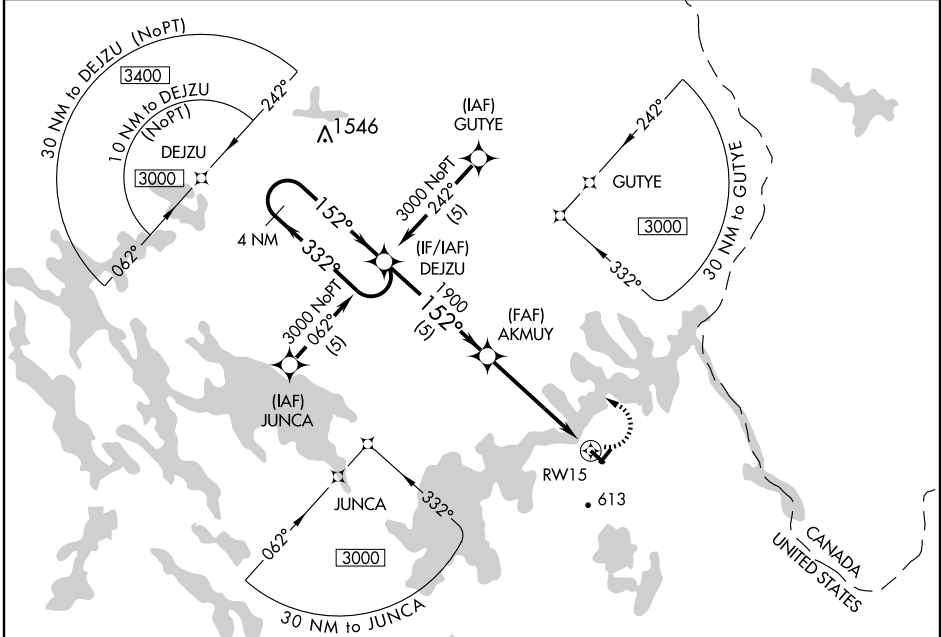 30 NM to DEJZU (NoPT)
3400
10 NM to DEJZU
(NoPT)
242°
DEJZU
3000
062°
1546
(IAF)
GUTYE
3000 NoPT
242°
(5)
152°
4 NM
332°
(IF/IAF)
DEJZU
1900
152°
(5)
(FAF)
AKMUY
3000 NoPT
062°
(5)
(IAF)
JUNCA
242°
GUTYE
3000
332°
30 NM to GUTYE
RW15
613
JUNCA
062°
332°
3000
30 NM to JUNCA
CANADA
UNITED STATES